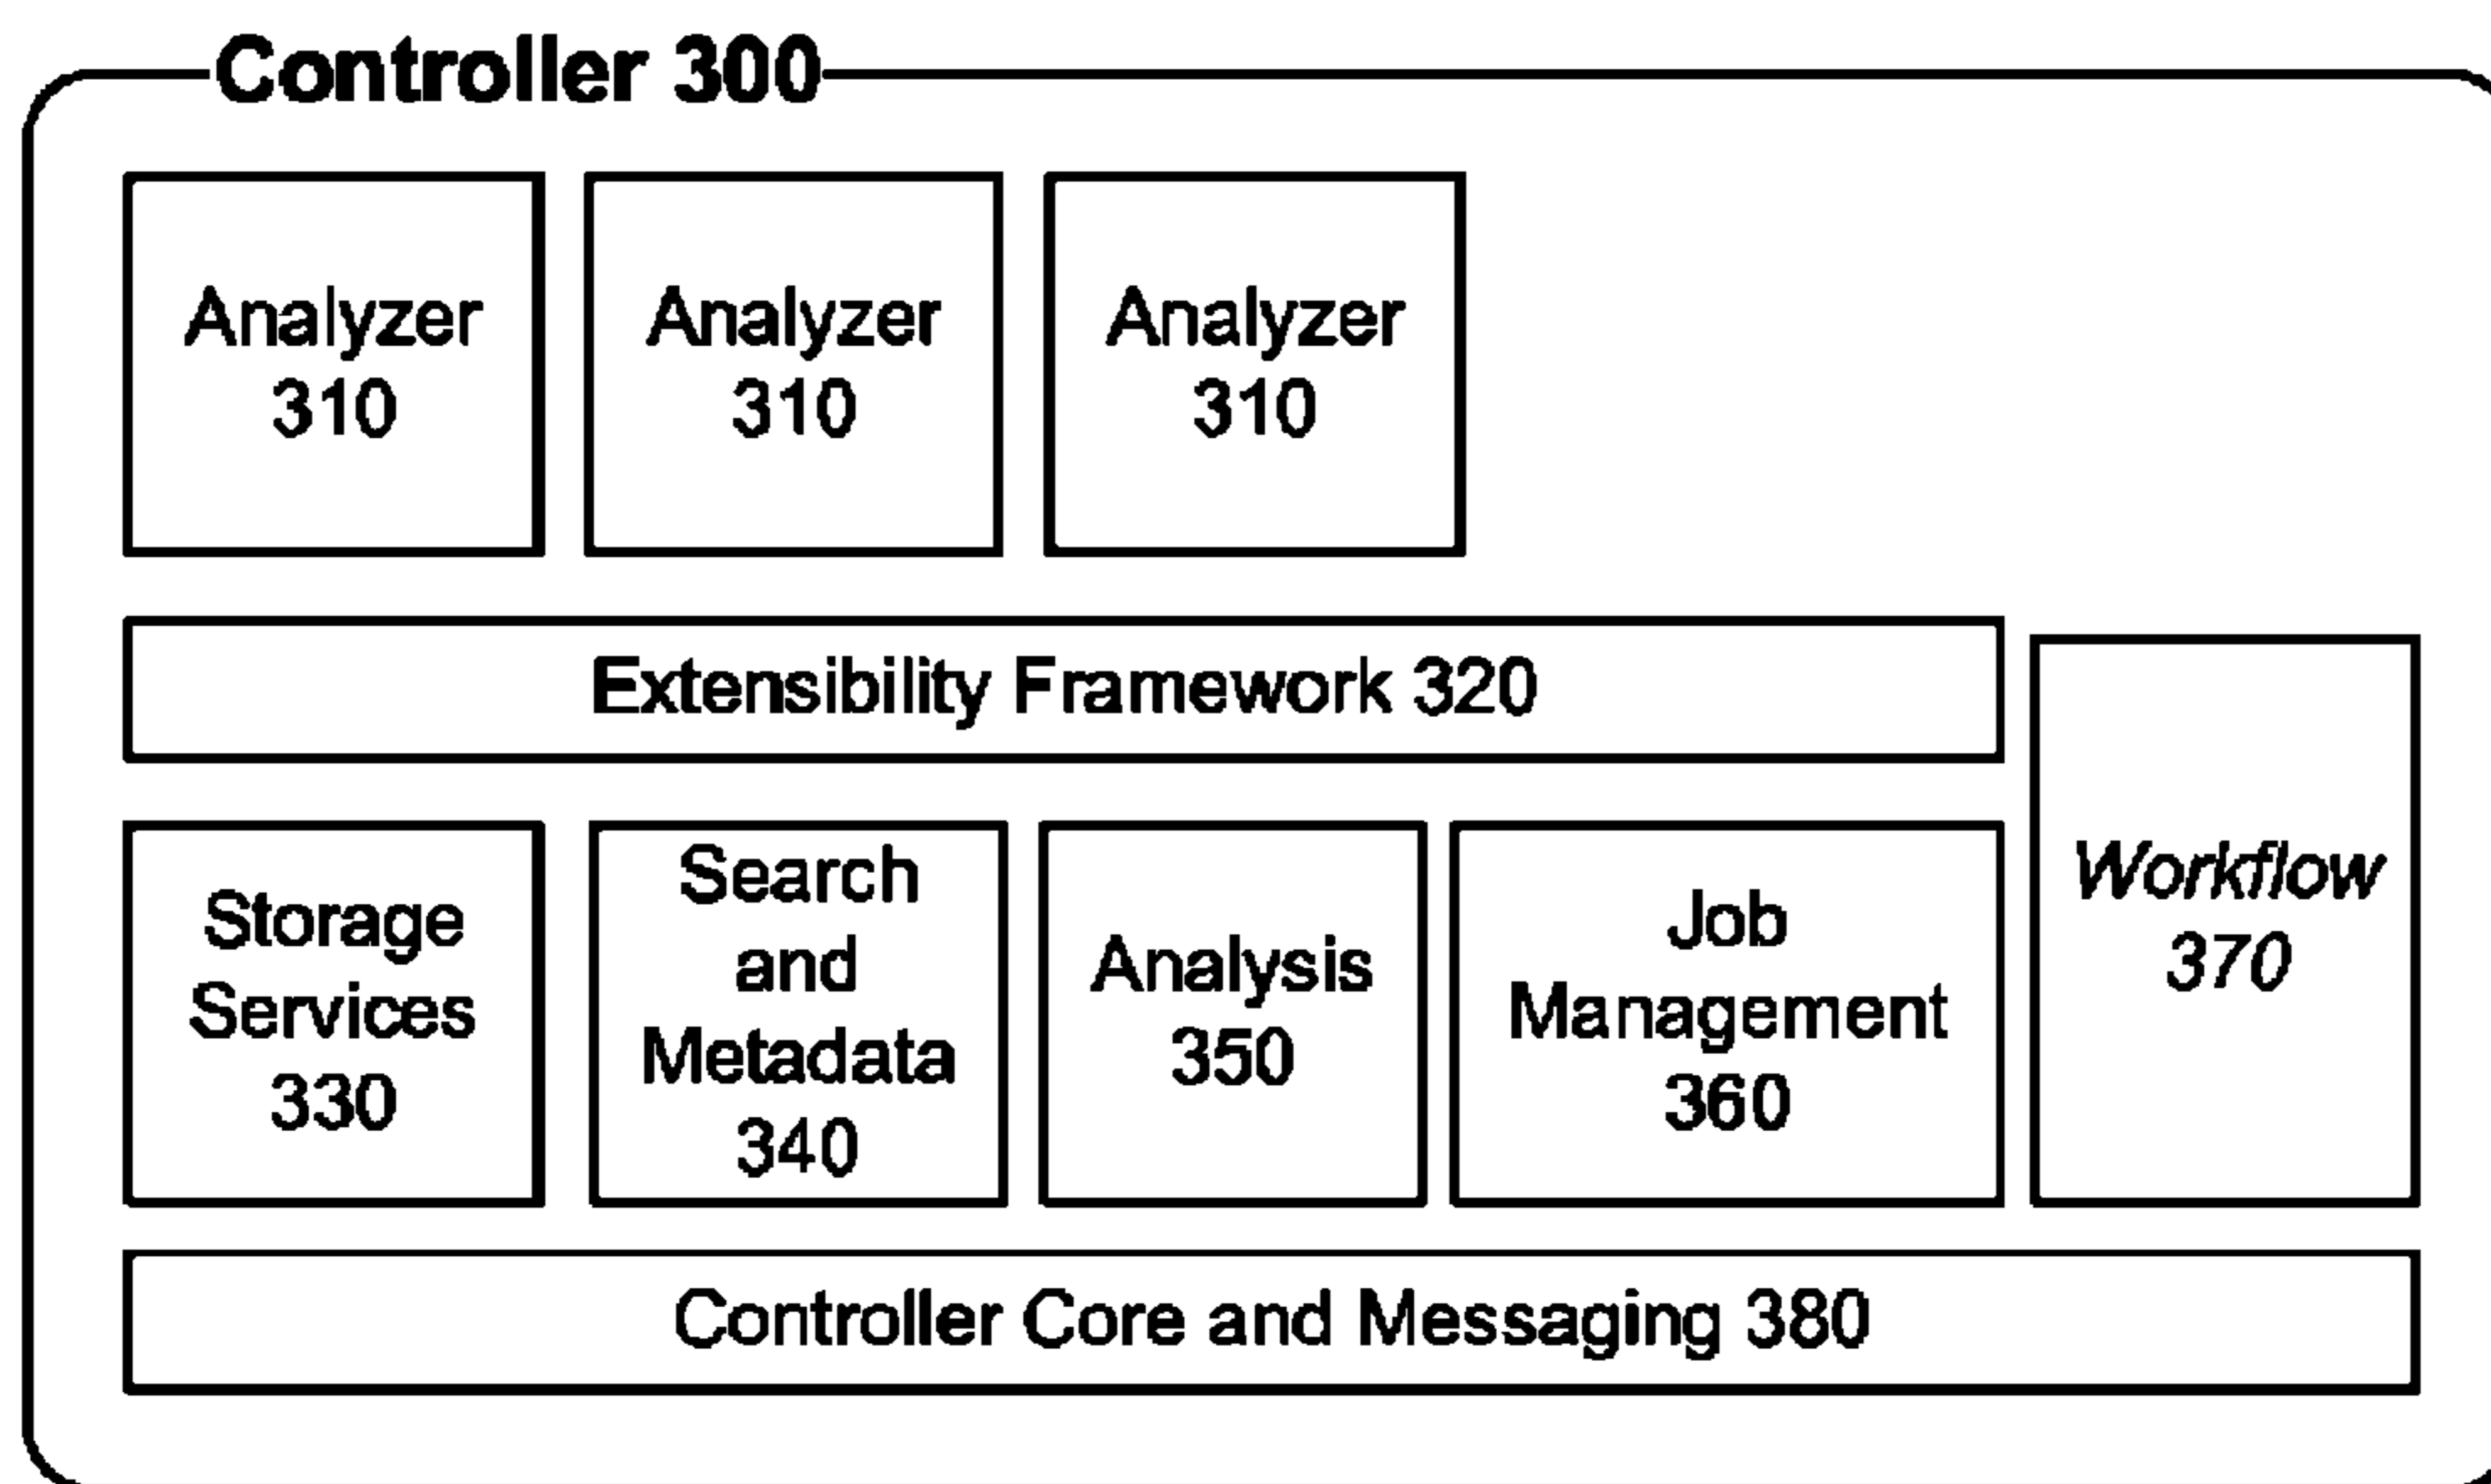 Controller 300
Analyzer
310
Analyzer
310
Analyzer
310
Extensibility Framework 320
Storage
Services
330
Search
and
Metadata
340
Analysis
350
Job
Management
360
Workflow
370
Controller Core and Messaging 380